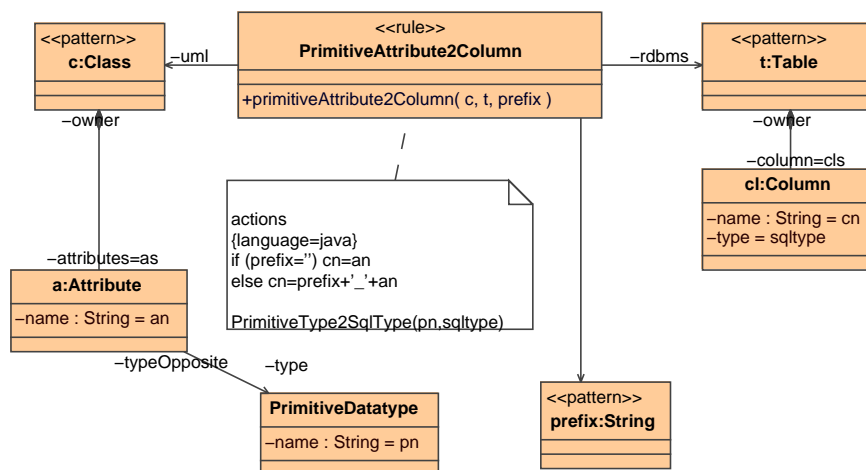 <<rule>>
PrimitiveAttribute2Column
+primitiveAttribute2Column( c, t, prefix )
<<pattern>>
c:Class
−uml
−rdbms
<<pattern>>
t:Table
−owner
−owner
−column=cls
cl:Column
−name : String = cn
−type = sqltype
actions
{language=java}
if (prefix='') cn=an
else cn=prefix+'_'+an
PrimitiveType2SqlType(pn,sqltype)
−attributes=as
a:Attribute
−name : String = an
−typeOpposite
−type
PrimitiveDatatype
−name : String = pn
<<pattern>>
prefix:String